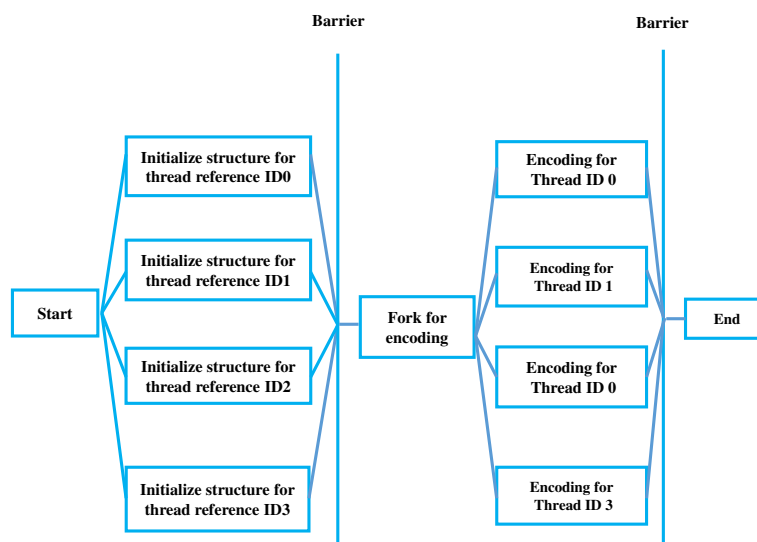 Barrier
Barrier
Initialize structure for
thread reference ID0
Encoding for
Thread ID 0
Initialize structure for
thread reference ID1
Encoding for
Thread ID 1
Start
Fork for
encoding
End
Initialize structure for
thread reference ID2
Encoding for
Thread ID 0
Initialize structure for
thread reference ID3
Encoding for
Thread ID 3